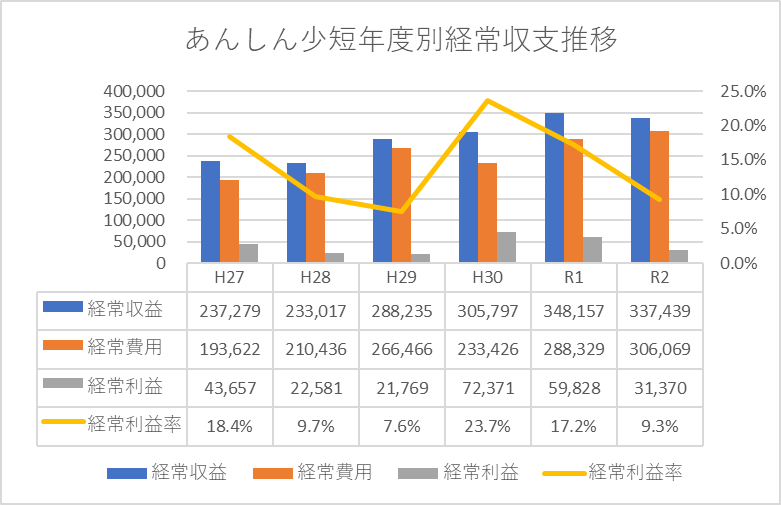 あんしん少短年度別経常収支推移
400,000 25.0%
350,000 20.0%
300,000
250,000 15.0%
200,000
150,000 10.0%
100,000 5.0%
50,000
0 0.0%
H27 H28 H29 H30 R1 R2
経常収益 237,279 233,017 288,235 305,797 348,157 337,439
経常費用 193,622 210,436 266,466 233,426 288,329 306,069
経常利益 43,657 22,581 21,769 72,371 59,828 31,370
経常利益率 18.4% 9.7% 7.6% 23.7% 17.2% 9.3%
経常収益 経常費用 経常利益 経常利益率